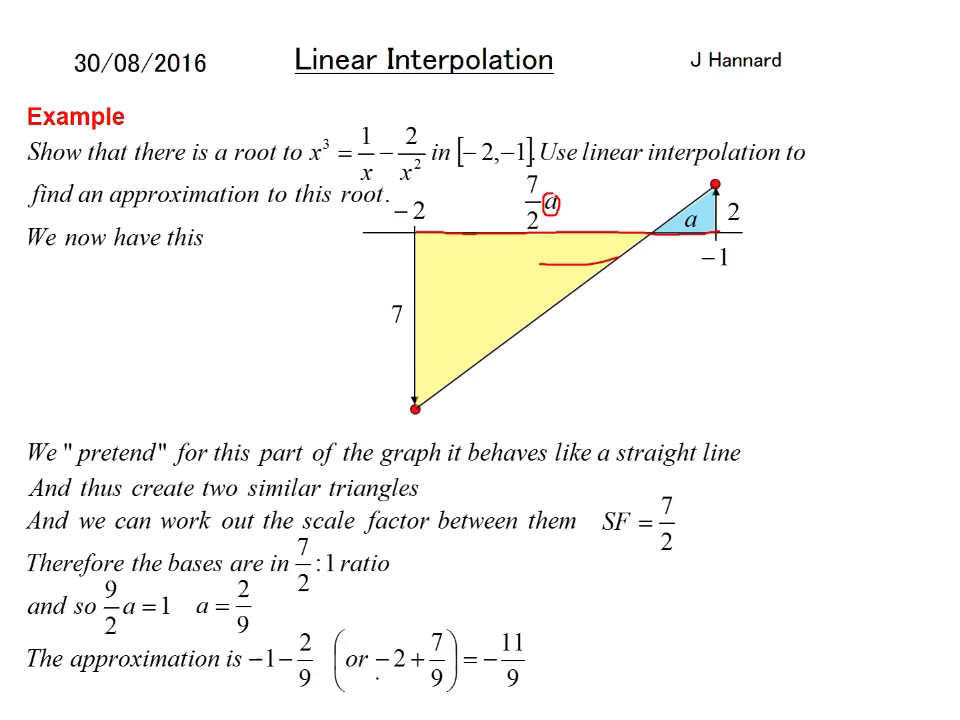 30/08/2016 Linear Interpolation J Hannard
Example
Show that there is a root to x³ = 1/x − 2/x² in [−2,−1]. Use linear interpolation to
find an approximation to this root.
−2 7/2 a
We now have this
a 2
−1
7
We "pretend" for this part of the graph it behaves like a straight line
And thus create two similar triangles
And we can work out the scale factor between them SF = 7/2
Therefore the bases are in 7/2 :1 ratio
and so 9/2 a = 1 a = 2/9
The approximation is −1− 2/9 (or −2 + 7/9) = − 11/9